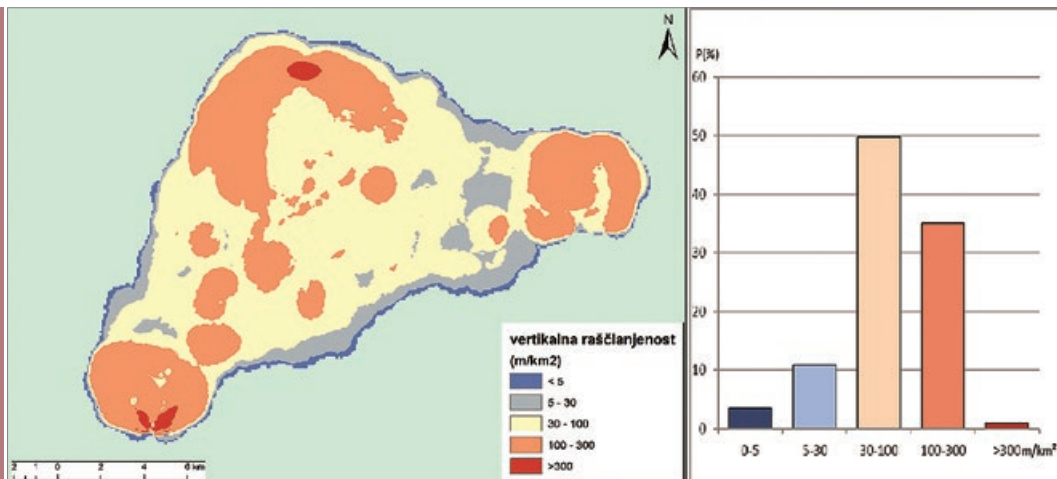 N
vertikalna raščlanjenost
(m/km2)
< 5
5 - 30
30 - 100
100 - 300
>300
2 1 0 2 4 6 km
P(%)
60
50
40
30
20
10
0
0-5 5-30 30-100 100-300 >300m/km²